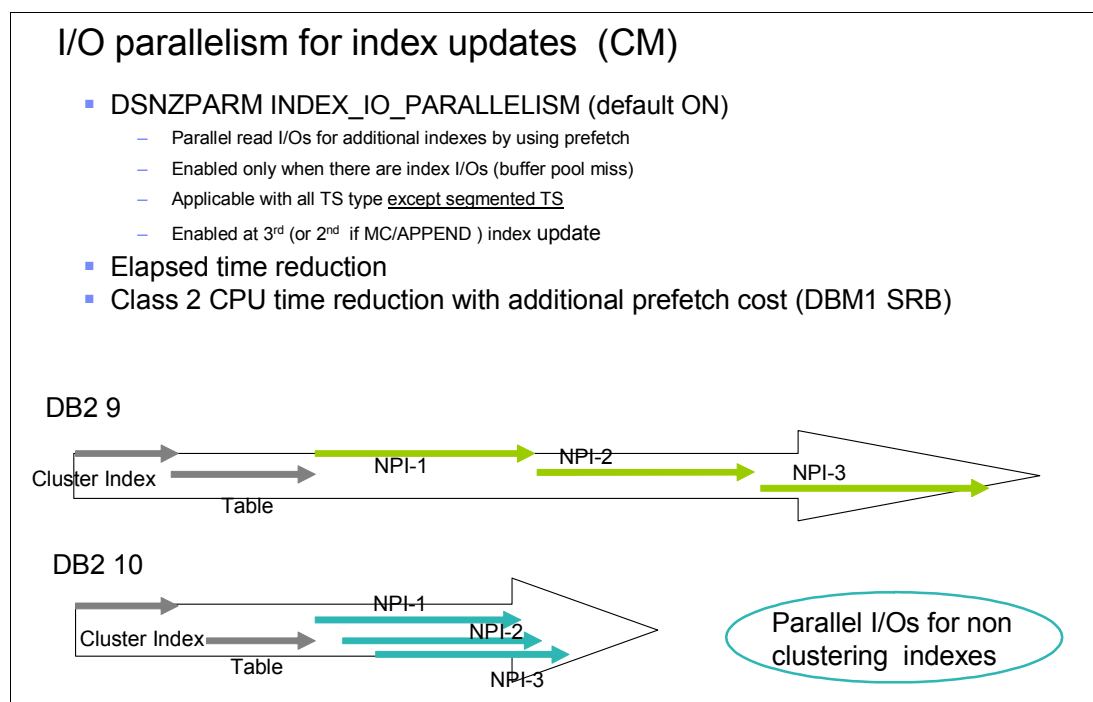 I/O parallelism for index updates (CM)
DSNZPARM INDEX_IO_PARALLELISM (default ON)
– Parallel read I/Os for additional indexes by using prefetch
– Enabled only when there are index I/Os (buffer pool miss)
– Applicable with all TS type except segmented TS
– Enabled at 3rd (or 2nd if MC/APPEND ) index update
Elapsed time reduction
Class 2 CPU time reduction with additional prefetch cost (DBM1 SRB)
DB2 9
Cluster Index
Table
NPI-1
NPI-2
NPI-3
DB2 10
Cluster Index
Table
NPI-1
NPI-2
NPI-3
Parallel I/Os for non
clustering indexes